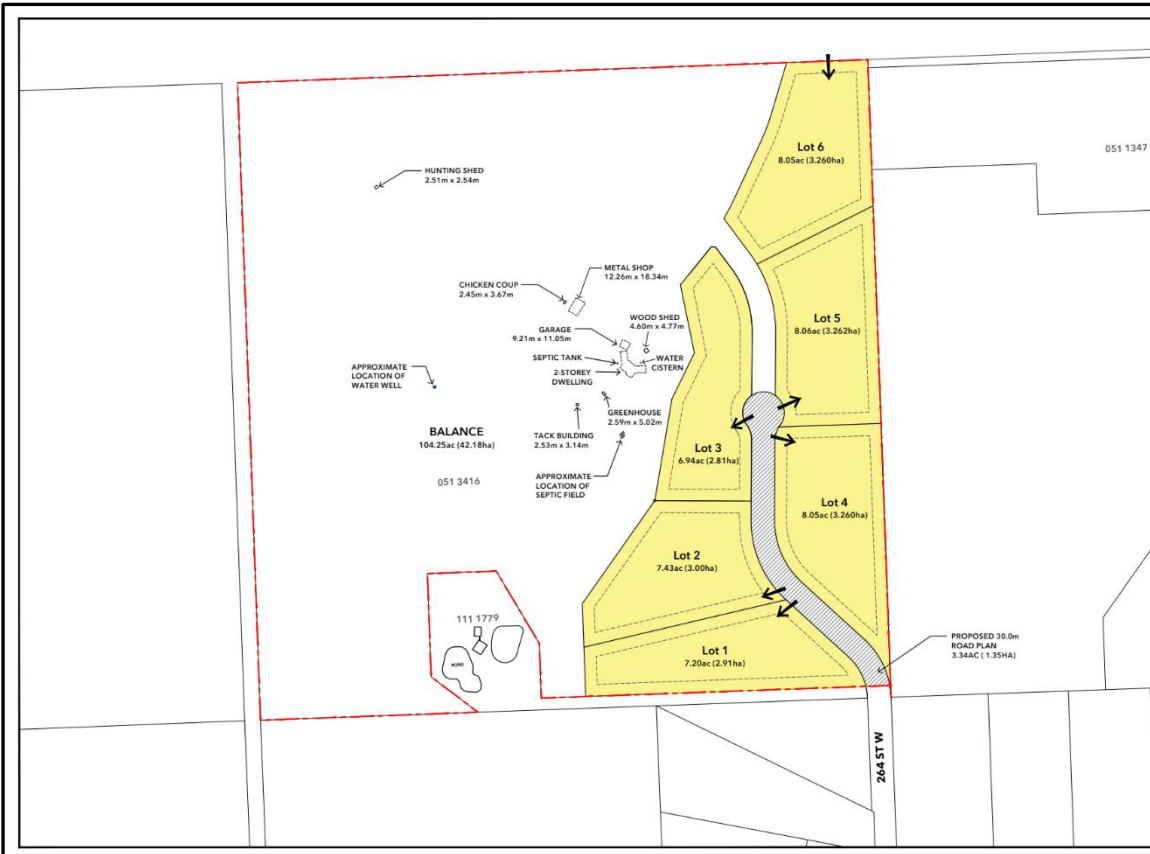 Lot 6
8.05ac (3.260ha)
051 1347
HUNTING SHED
2.51m x 2.54m
METAL SHOP
12.26m x 18.34m
CHICKEN COUP
2.45m x 3.67m
WOOD SHED
4.60m x 4.77m
GARAGE
9.21m x 11.05m
SEPTIC TANK
WATER
CISTERN
2-STOREY
DWELLING
Lot 5
8.06ac (3.262ha)
APPROXIMATE
LOCATION OF
WATER WELL
GREENHOUSE
2.59m x 5.02m
BALANCE
104.25ac (42.18ha)
TACK BUILDING
2.53m x 3.14m
Lot 3
6.94ac (2.81ha)
051 3416
APPROXIMATE
LOCATION OF
SEPTIC FIELD
Lot 4
8.05ac (3.260ha)
Lot 2
7.43ac (3.00ha)
111 1779
POND
Lot 1
7.20ac (2.91ha)
PROPOSED 30.0m
ROAD PLAN
3.34AC ( 1.35HA)
264 ST W